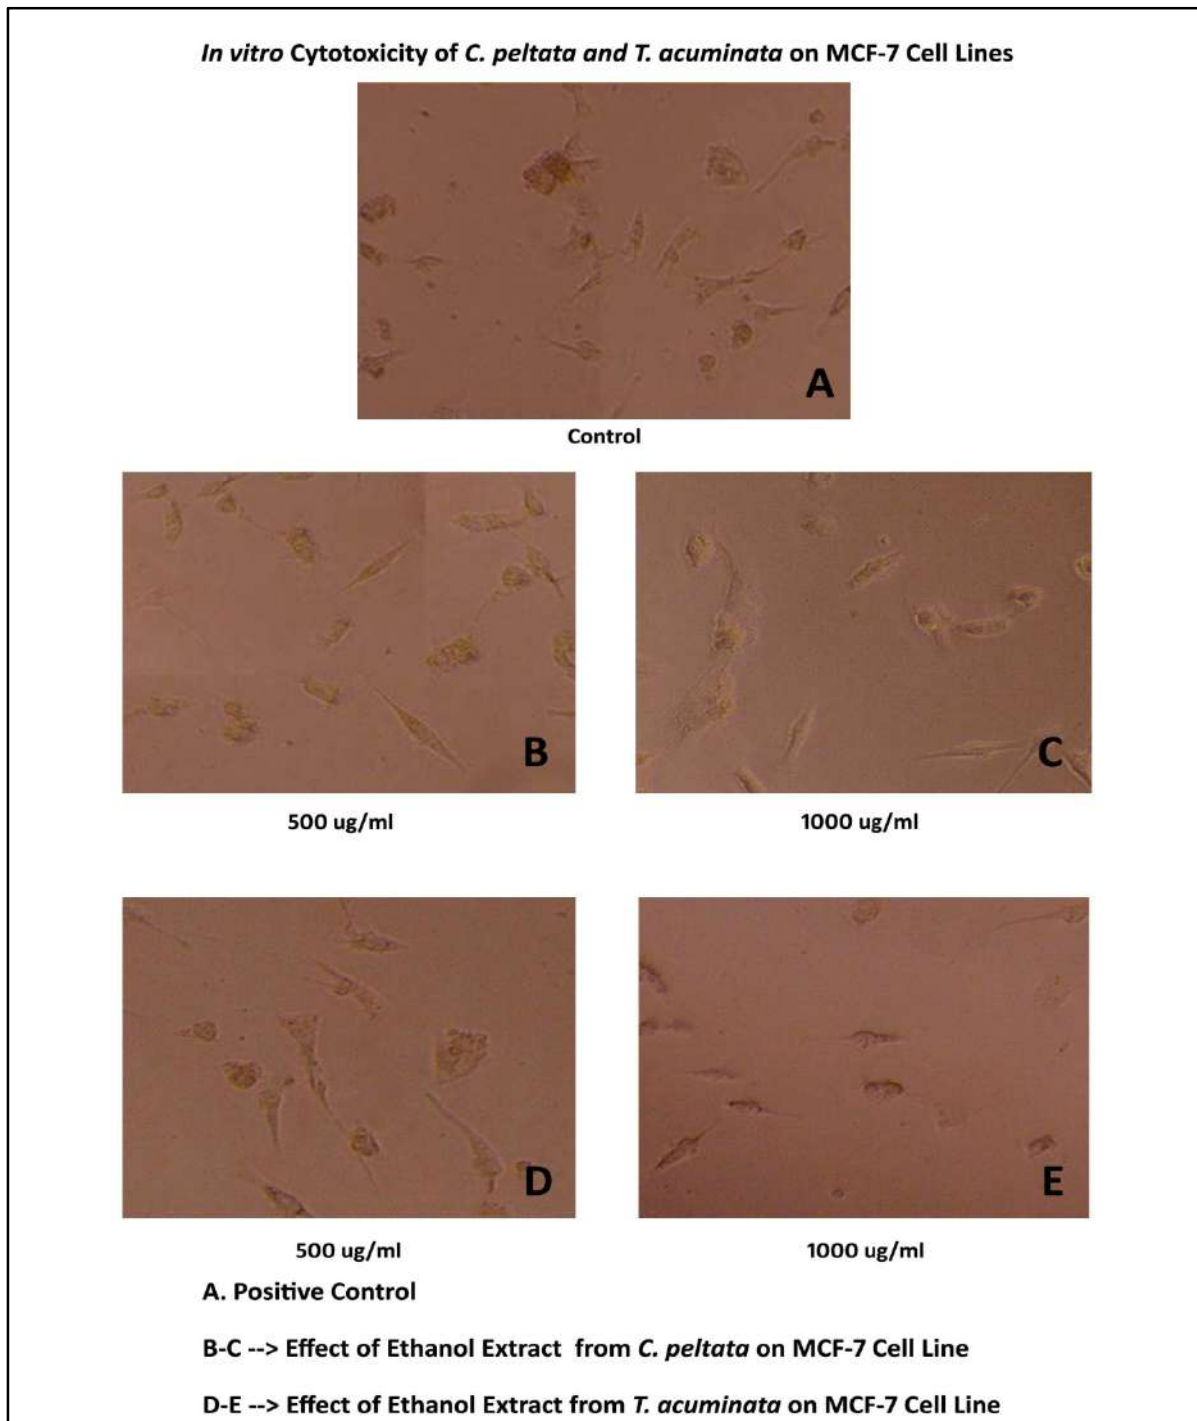 In vitro Cytotoxicity of C. peltata and T. acuminata on MCF-7 Cell Lines
A
Control
B
C
500 ug/ml
1000 ug/ml
D
E
500 ug/ml
1000 ug/ml
A. Positive Control
B-C --> Effect of Ethanol Extract from C. peltata on MCF-7 Cell Line
D-E --> Effect of Ethanol Extract from T. acuminata on MCF-7 Cell Line